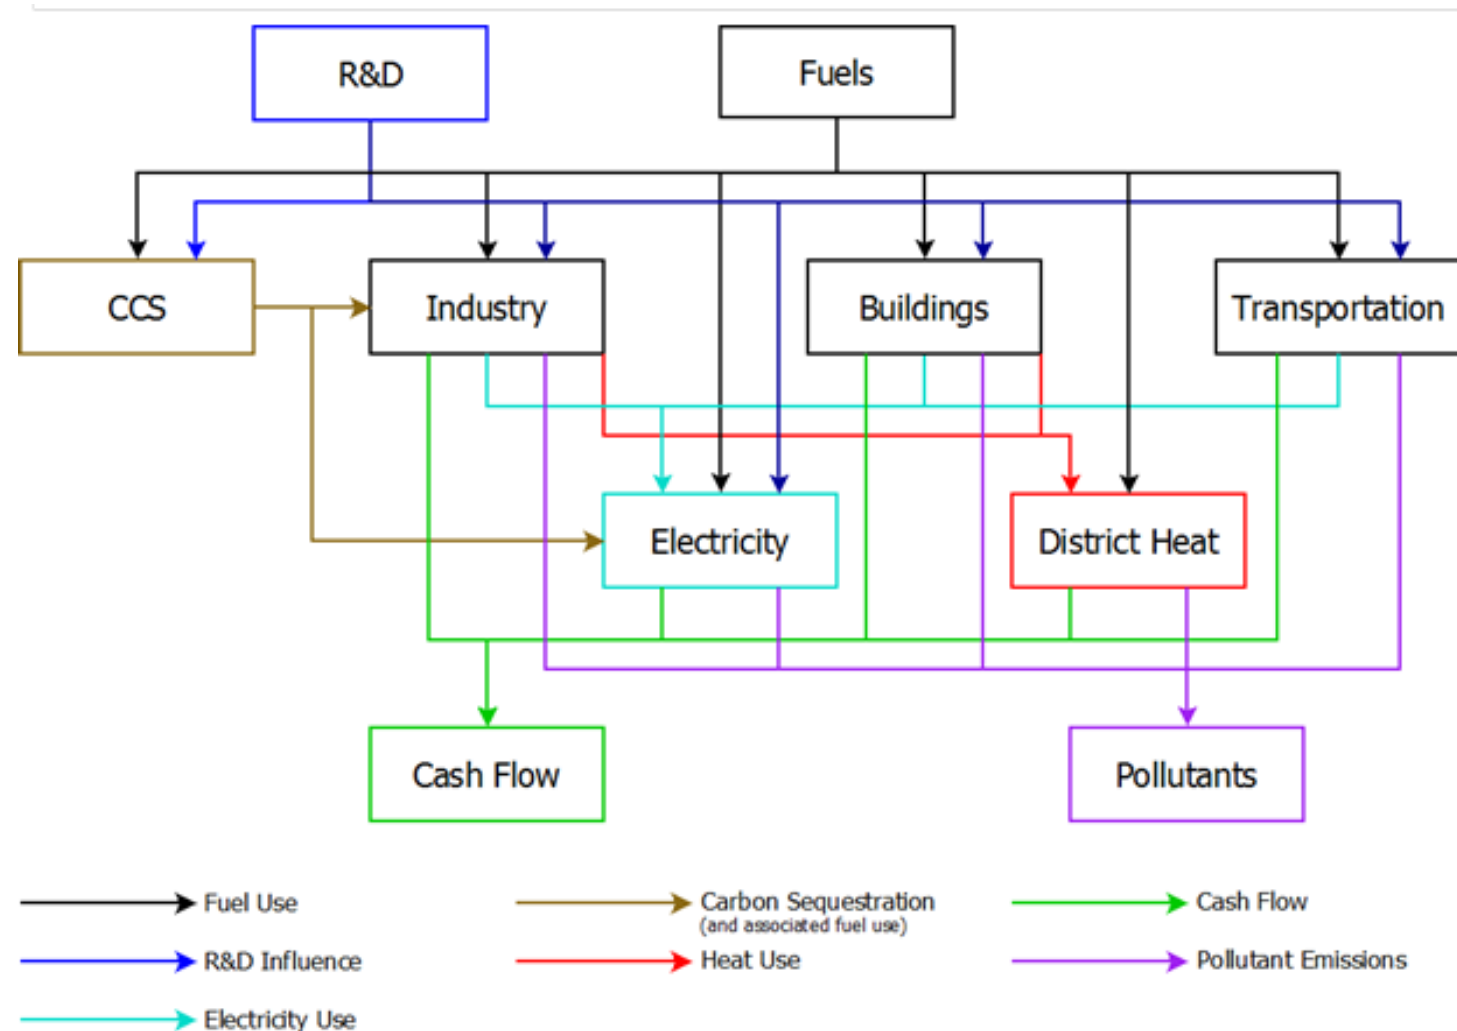 R&D
Fuels
CCS
Industry
Buildings
Transportation
Electricity
District Heat
Cash Flow
Pollutants
Fuel Use
Carbon Sequestration
(and associated fuel use)
Cash Flow
R&D Influence
Heat Use
Pollutant Emissions
Electricity Use